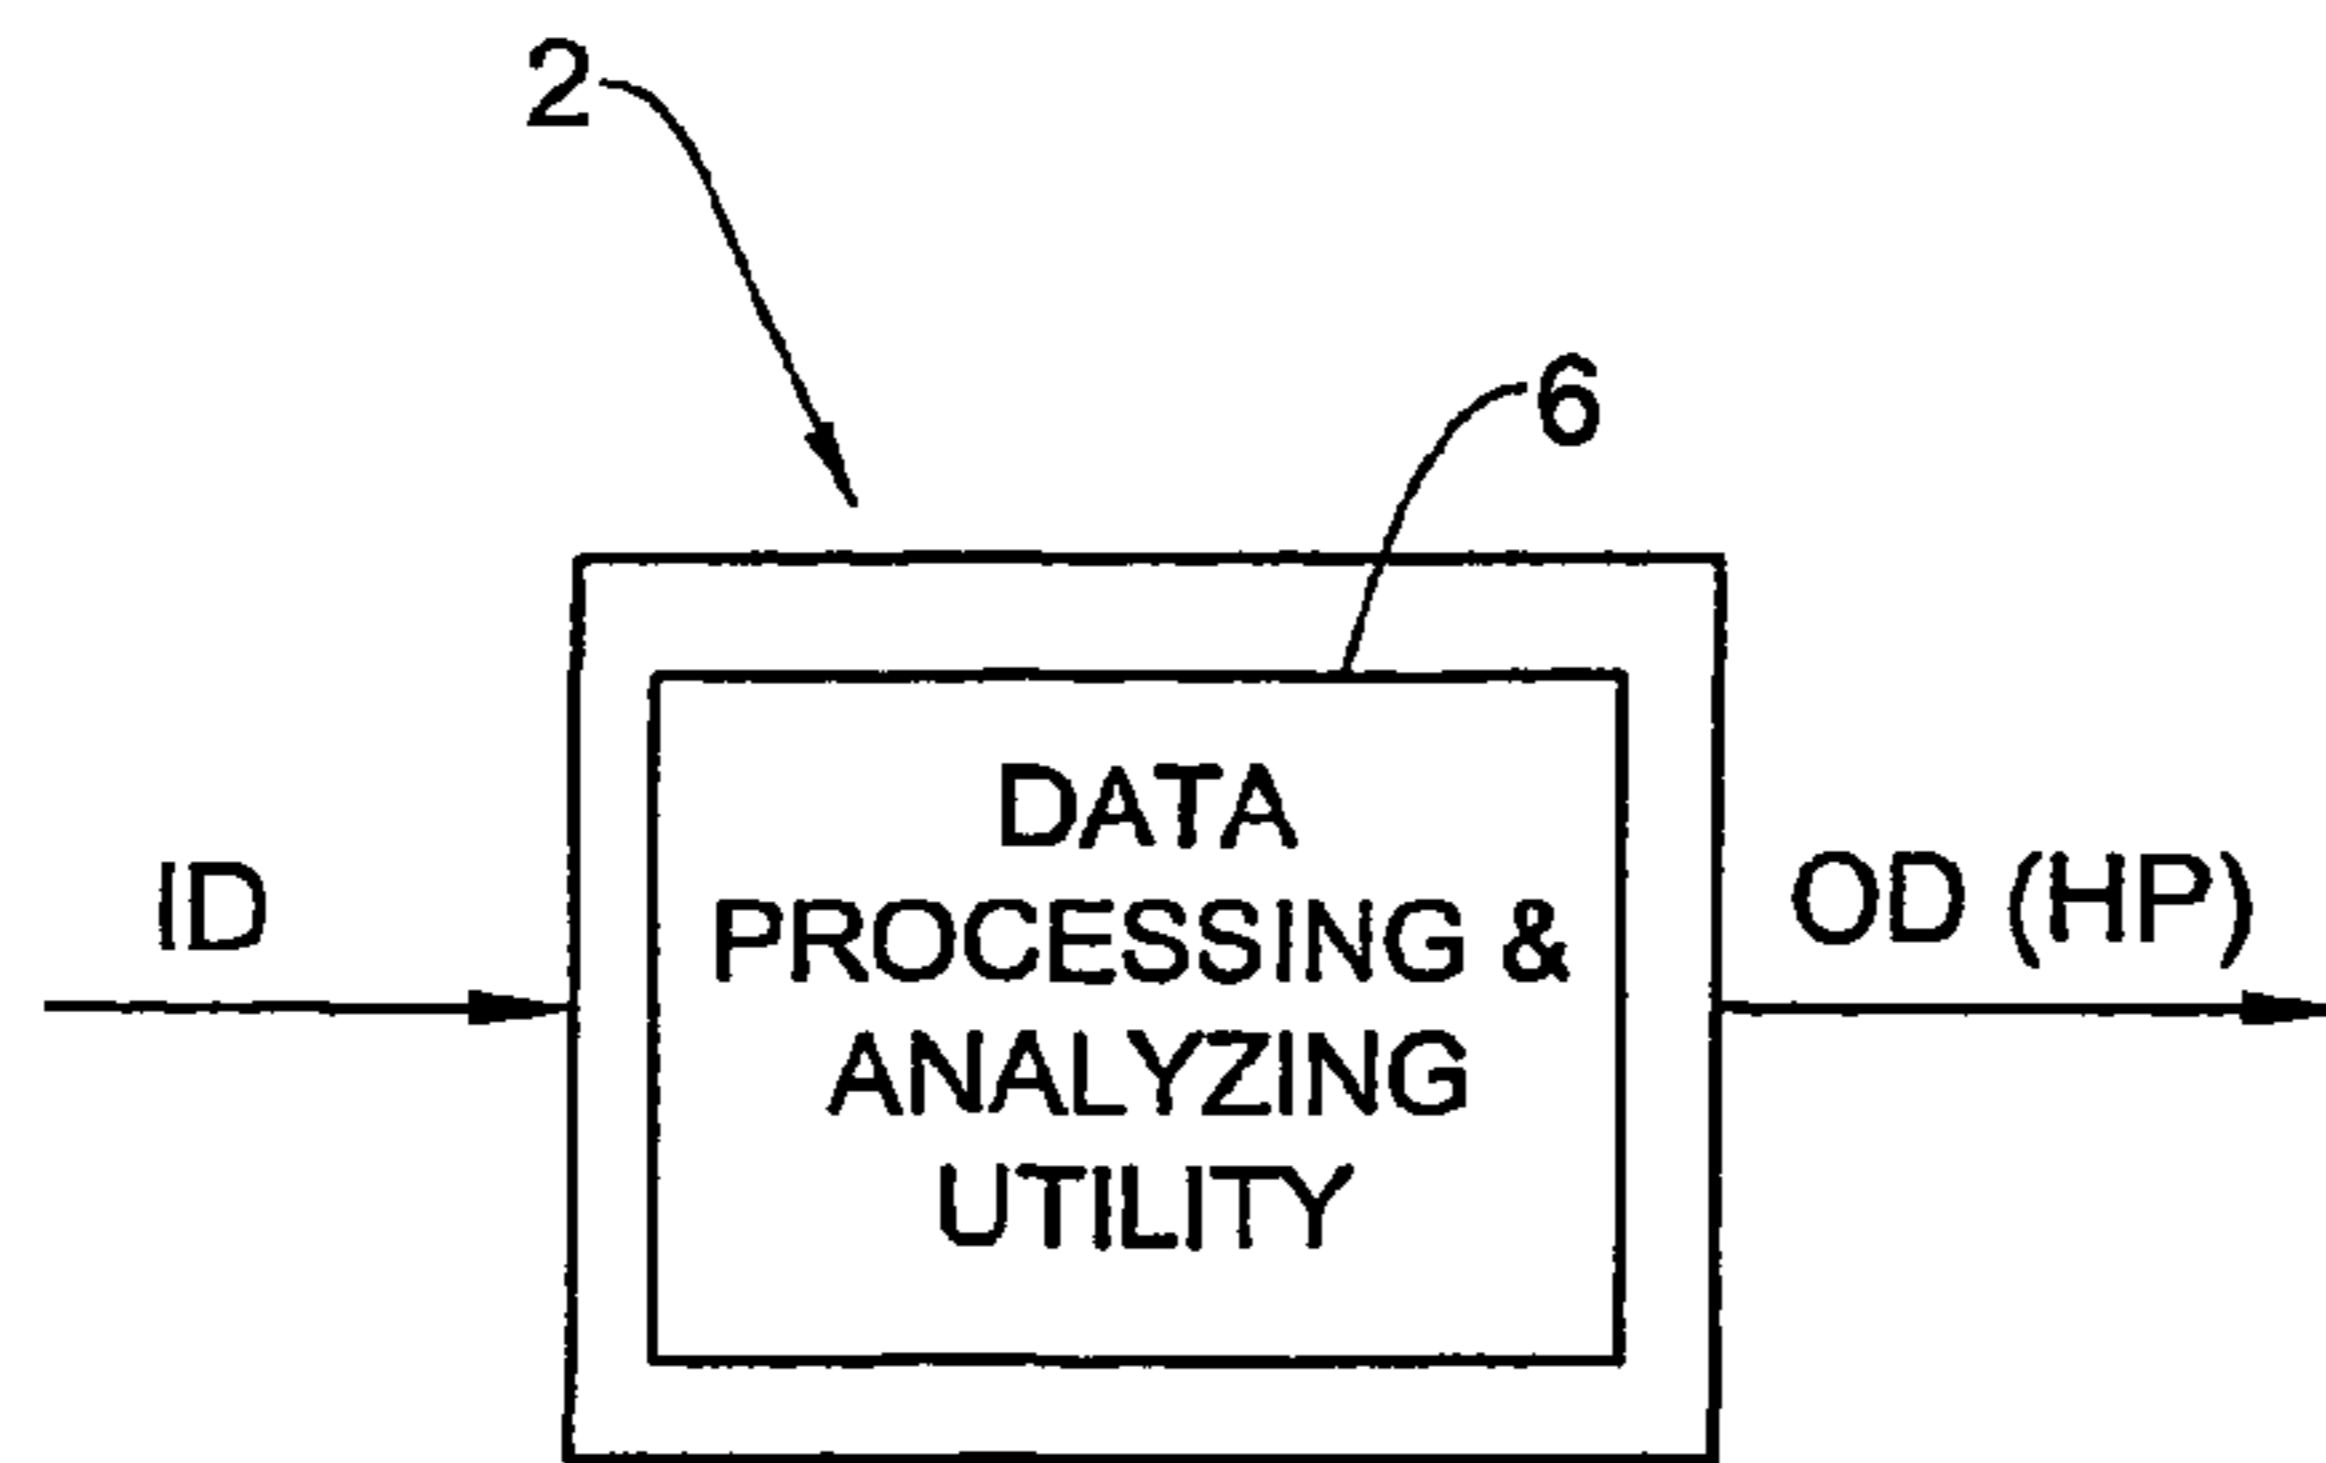 2
6
DATA
PROCESSING &
ANALYZING
UTILITY
ID
OD (HP)